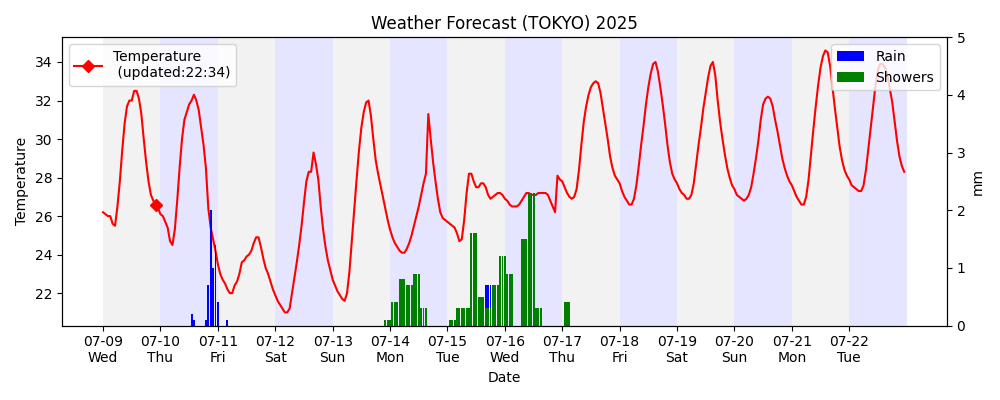 Weather Forecast (TOKYO) 2025
Temperature
(updated:22:34)
Rain
Showers
Temperature
34
32
30
28
26
24
22
5
4
3
2
1
0
mm
07-09 07-10 07-11 07-12 07-13 07-14 07-15 07-16 07-17 07-18 07-19 07-20 07-21 07-22
Wed Thu Fri Sat Sun Mon Tue Wed Thu Fri Sat Sun Mon Tue
Date